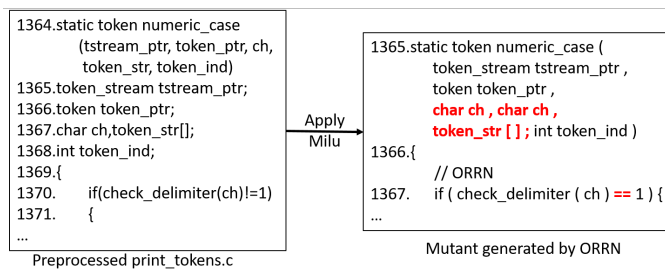 1364.static token numeric_case
(tstream_ptr, token_ptr, ch,
token_str, token_ind)
1365.token_stream tstream_ptr;
1366.token token_ptr;
1367.char ch,token_str[];
1368.int token_ind;
1369.{
1370. if(check_delimiter(ch)!=1)
1371. {
...
Preprocessed print_tokens.c
Apply
Milu
1365.static token numeric_case (
token_stream tstream_ptr ,
token token_ptr ,
char ch , char ch ,
token_str [ ] ; int token_ind )
1366.{
// ORRN
1367. if ( check_delimiter ( ch ) == 1 ) {
...
Mutant generated by ORRN